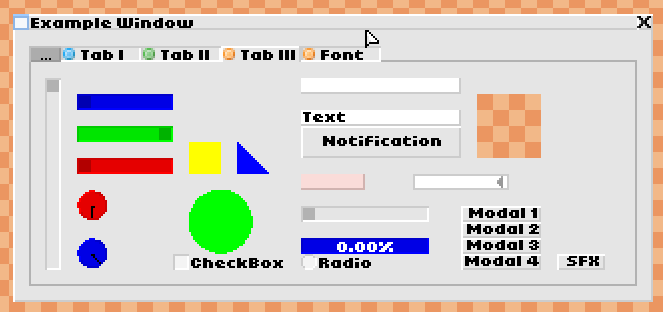 Example Window X
... Tab I Tab II Tab III Font
Text
Notification
Modal 1
Modal 2
0.00% Modal 3
CheckBox Radio Modal 4 SFX